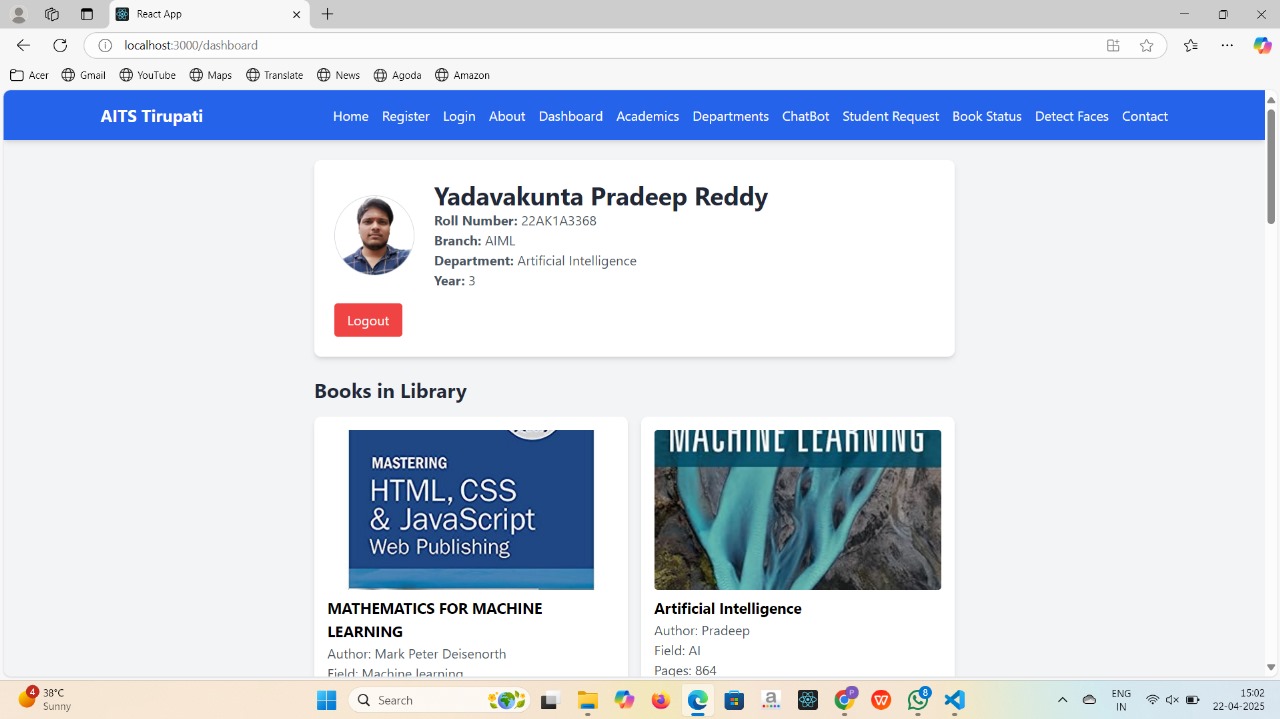 React App
localhost:3000/dashboard
Acer Gmail YouTube Maps Translate News Agoda Amazon
AITS Tirupati Home Register Login About Dashboard Academics Departments ChatBot Student Request Book Status Detect Faces Contact
Yadavakunta Pradeep Reddy
Roll Number: 22AK1A3368
Branch: AIML
Department: Artificial Intelligence
Year: 3
Logout
Books in Library
MASTERING
HTML, CSS
& JavaScript
Web Publishing
MATHEMATICS FOR MACHINE
LEARNING
Author: Mark Peter Deisenorth
Field: Machine learning
MACHINE LEARNING
Artificial Intelligence
Author: Pradeep
Field: AI
Pages: 864
4
38°C
Sunny
Search
P
8
ENG
IN
5:02
22-04-2025